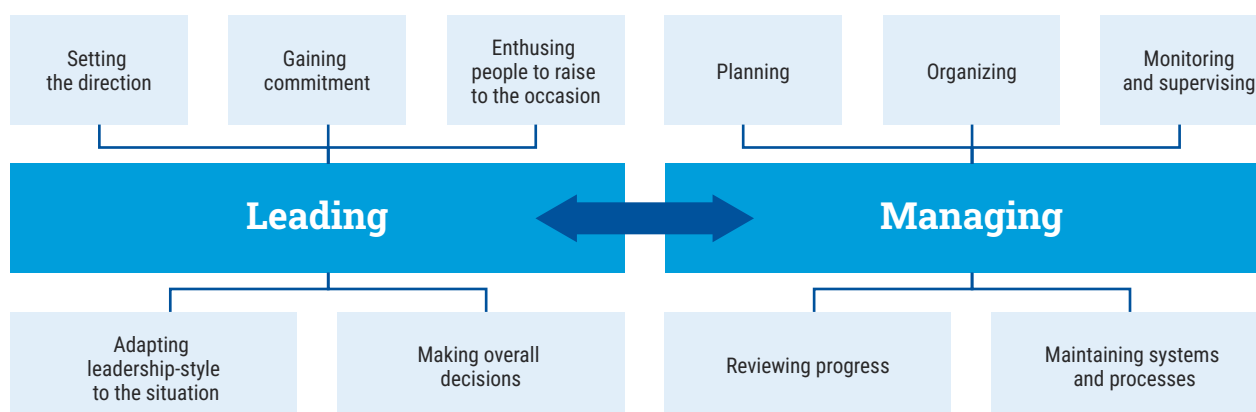 Setting
the direction
Gaining
commitment
Enthusing
people to raise
to the occasion
Planning
Organizing
Monitoring
and supervising
Leading
Managing
Adapting
leadership-style
to the situation
Making overall
decisions
Reviewing progress
Maintaining systems
and processes